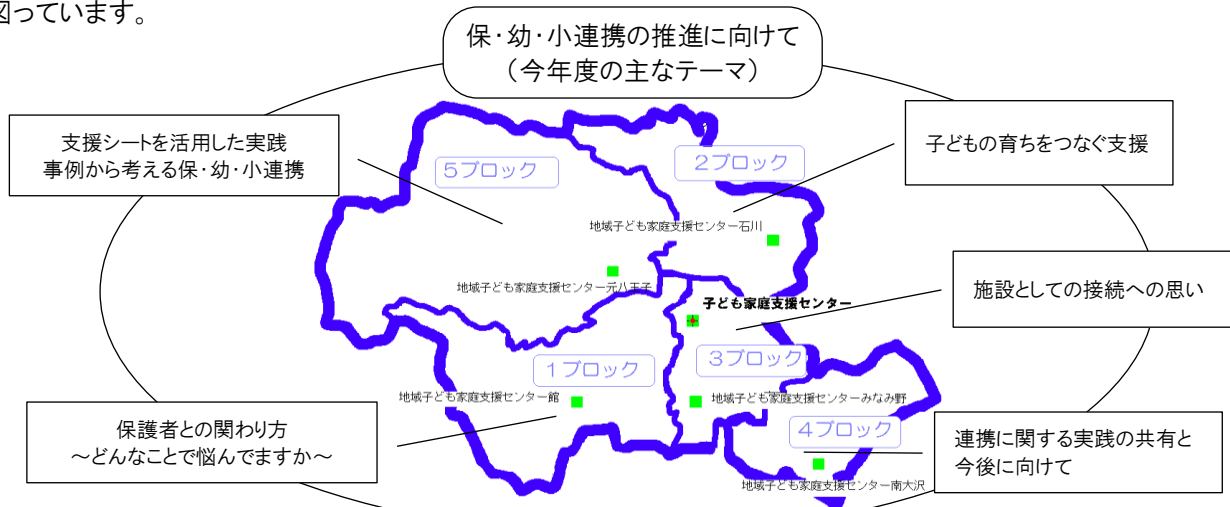 図っています。
保・幼・小連携の推進に向けて
（今年度の主なテーマ）
支援シートを活用した実践
事例から考える保・幼・小連携
5ブロック
2ブロック
子どもの育ちをつなぐ支援
地域子ども家庭支援センター石川
地域子ども家庭支援センター元八王子
施設としての接続への思い
子ども家庭支援センター
1ブロック
3ブロック
地域子ども家庭支援センター館
地域子ども家庭支援センターみなみ野
保護者との関わり方
～どんなことで悩んでますか～
4ブロック
連携に関する実践の共有と
今後に向けて
地域子ども家庭支援センター南大沢